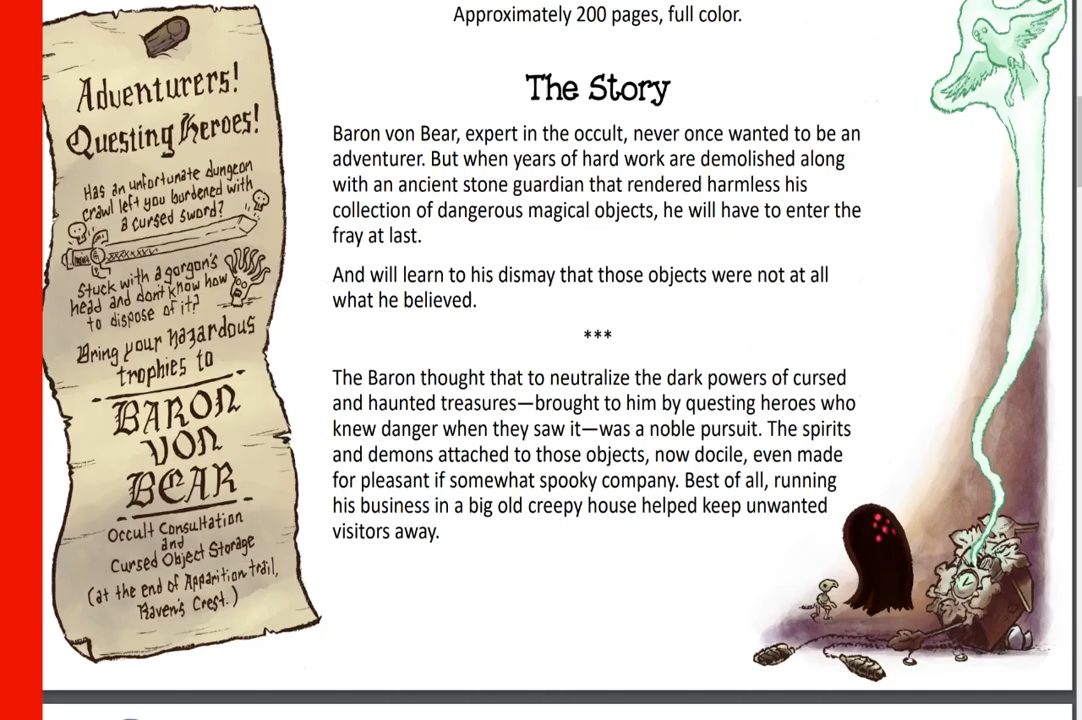 Approximately 200 pages, full color.
Adventurers!
Questing Heroes!
Has an unfortunate dungeon
crawl left you burdened with
a cursed sword?
Stuck with a gorgon's
head and don't know how
to dispose of it?
Bring your hazardous
trophies to
BARON
VON
BEAR
Occult Consultation
and
Cursed Object Storage
(at the end of Apparition trail,
Raven's Crest.)
The Story
Baron von Bear, expert in the occult, never once wanted to be an
adventurer. But when years of hard work are demolished along
with an ancient stone guardian that rendered harmless his
collection of dangerous magical objects, he will have to enter the
fray at last.
And will learn to his dismay that those objects were not at all
what he believed.
***
The Baron thought that to neutralize the dark powers of cursed
and haunted treasures—brought to him by questing heroes who
knew danger when they saw it—was a noble pursuit. The spirits
and demons attached to those objects, now docile, even made
for pleasant if somewhat spooky company. Best of all, running
his business in a big old creepy house helped keep unwanted
visitors away.